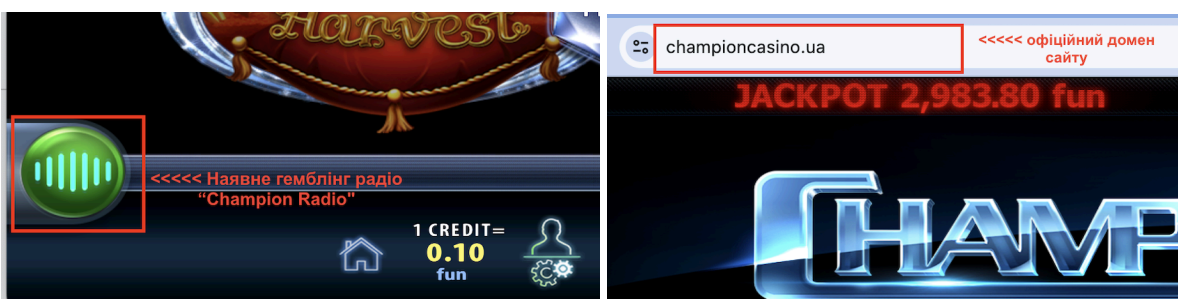 Harvest
<<<<< Наявне гемблінг радіо
“Champion Radio"
1 CREDIT=
0.10
fun
championcasino.ua
<<<<< офіційний домен
сайту
JACKPOT 2,983.80 fun
CHAMP